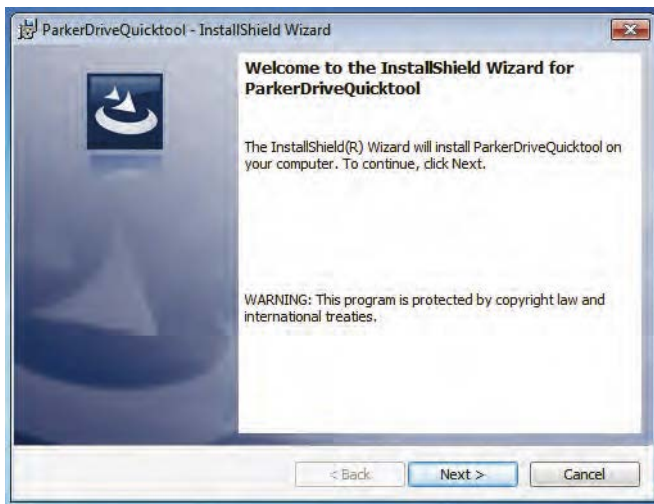 ParkerDriveQuicktool - InstallShield Wizard
Welcome to the InstallShield Wizard for
ParkerDriveQuicktool
The InstallShield(R) Wizard will install ParkerDriveQuicktool on
your computer. To continue, click Next.
WARNING: This program is protected by copyright law and
international treaties.
< Back
Next >
Cancel